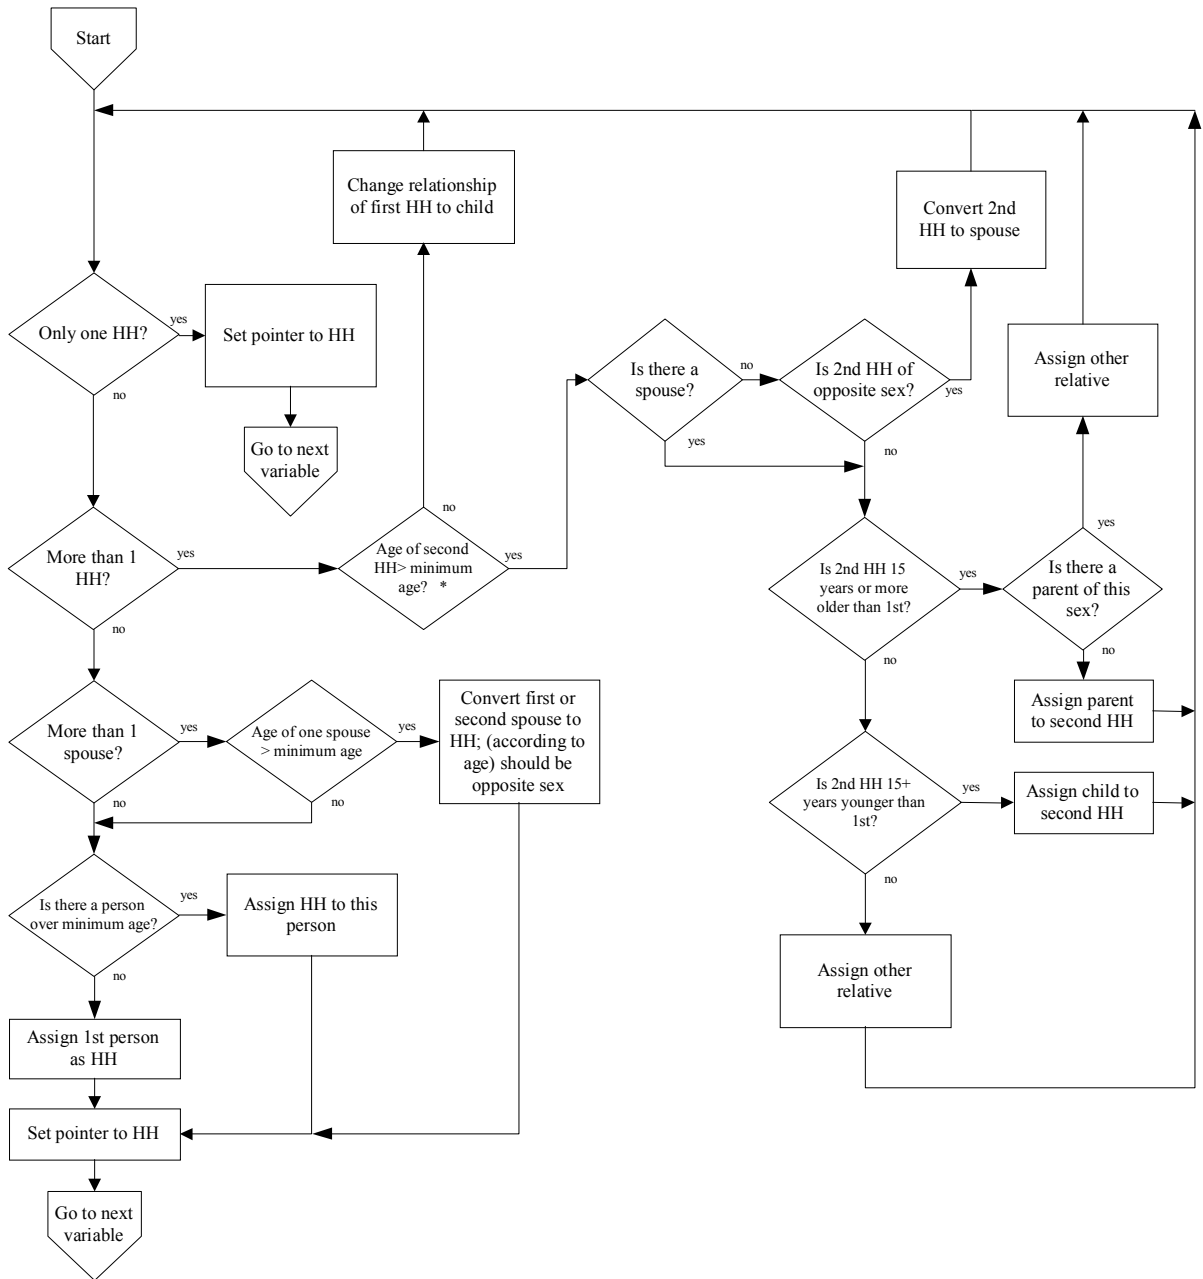 Start
Change relationship
of first HH to child
Convert 2nd
HH to spouse
Only one HH?
yes
no
Set pointer to HH
Go to next
variable
Is there a
spouse?
no
yes
Is 2nd HH of
opposite sex?
yes
no
Assign other
relative
More than 1
HH?
yes
no
Age of second
HH> minimum
age? *
no
yes
Is 2nd HH 15
years or more
older than 1st?
yes
no
Is there a
parent of this
sex?
yes
no
Assign parent
to second HH
More than 1
spouse?
yes
no
Age of one spouse
> minimum age
yes
no
Convert first or
second spouse to
HH; (according to
age) should be
opposite sex
Is 2nd HH 15+
years younger than
1st?
yes
no
Assign child to
second HH
Is there a person
over minimum age?
yes
no
Assign HH to this
person
Assign other
relative
Assign 1st person
as HH
Set pointer to HH
Go to next
variable